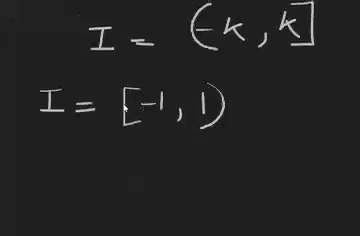 I = (-k, k]
I = [-1, 1)